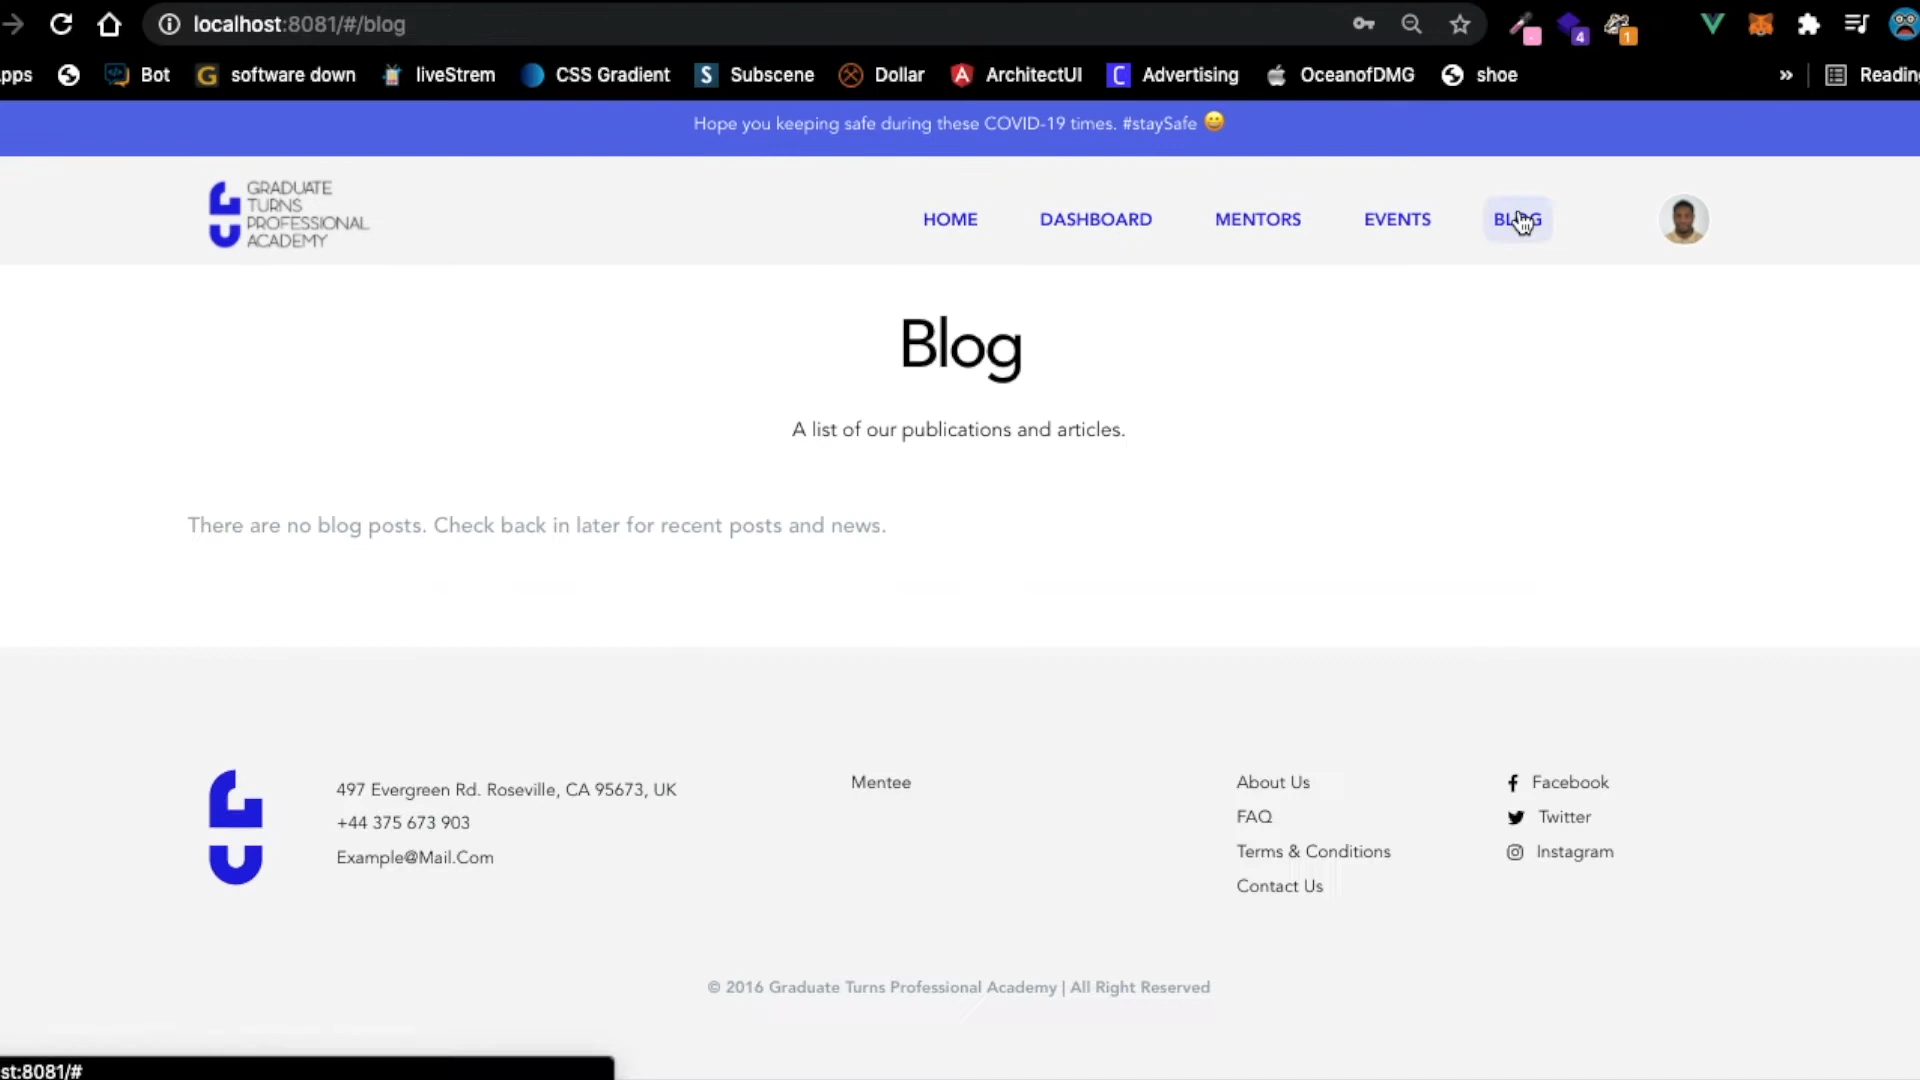 localhost:8081/#/blog
4
1
pps Bot software down liveStrem CSS Gradient Subscene Dollar ArchitectUI Advertising OceanofDMG shoe » Readin
Hope you keeping safe during these COVID-19 times. #staySafe 😀
GRADUATE
TURNS
PROFESSIONAL
ACADEMY
HOME DASHBOARD MENTORS EVENTS BLOG
Blog
A list of our publications and articles.
There are no blog posts. Check back in later for recent posts and news.
497 Evergreen Rd. Roseville, CA 95673, UK
+44 375 673 903
Example@Mail.Com
Mentee
About Us
FAQ
Terms & Conditions
Contact Us
Facebook
Twitter
Instagram
© 2016 Graduate Turns Professional Academy | All Right Reserved
st:8081/#